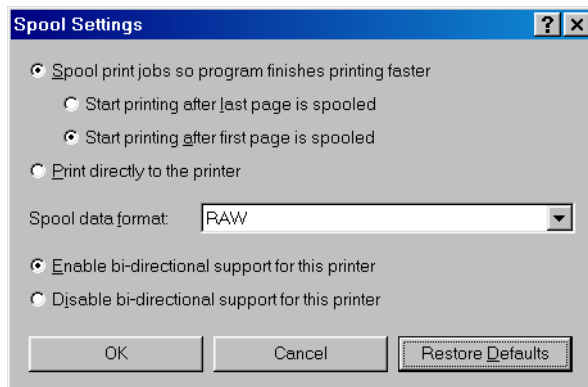 Spool Settings
Spool print jobs so program finishes printing faster
Start printing after last page is spooled
Start printing after first page is spooled
Print directly to the printer
Spool data format: RAW
Enable bi-directional support for this printer
Disable bi-directional support for this printer
OK Cancel Restore Defaults